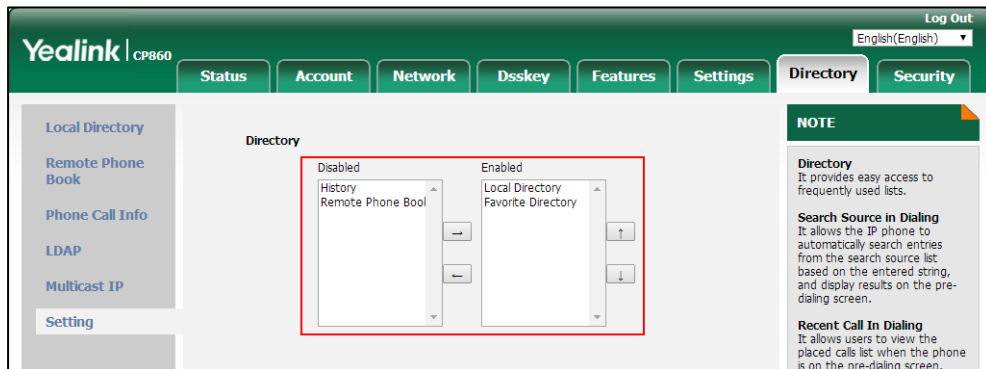 Log Out
Yealink | CP860
English(English)
Status Account Network Dsskey Features Settings Directory Security
Local Directory
Remote Phone
Book
Phone Call Info
LDAP
Multicast IP
Setting
Directory
Disabled
History
Remote Phone Bool
→
←
Enabled
Local Directory
Favorite Directory
↑
↓
NOTE
Directory
It provides easy access to
frequently used lists.
Search Source in Dialing
It allows the IP phone to
automatically search entries
from the search source list
based on the entered string,
and display results on the pre-
dialing screen.
Recent Call In Dialing
It allows users to view the
placed calls list when the phone
is on the pre-dialing screen.